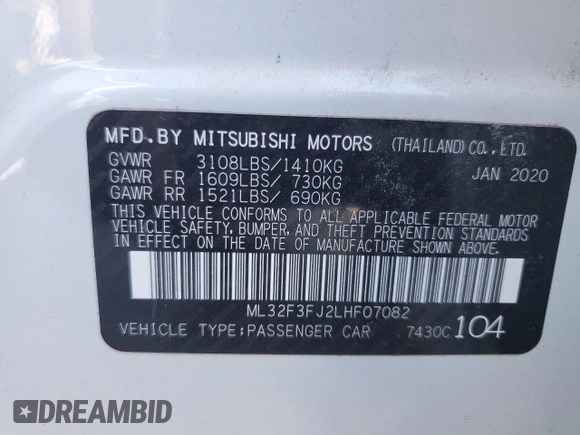 MFD.BY MITSUBISHI MOTORS (THAILAND) CO., LTD.
GVWR 3108LBS/1410KG JAN 2020
GAWR FR 1609LBS/ 730KG
GAWR RR 1521LBS/ 690KG
THIS VEHICLE CONFORMS TO ALL APPLICABLE FEDERAL MOTOR
VEHICLE SAFETY, BUMPER, AND THEFT PREVENTION STANDARDS
IN EFFECT ON THE DATE OF MANUFACTURE SHOWN ABOVE.
ML32F3FJ2LHF07082
VEHICLE TYPE:PASSENGER CAR 7430C 104
DREAMBID